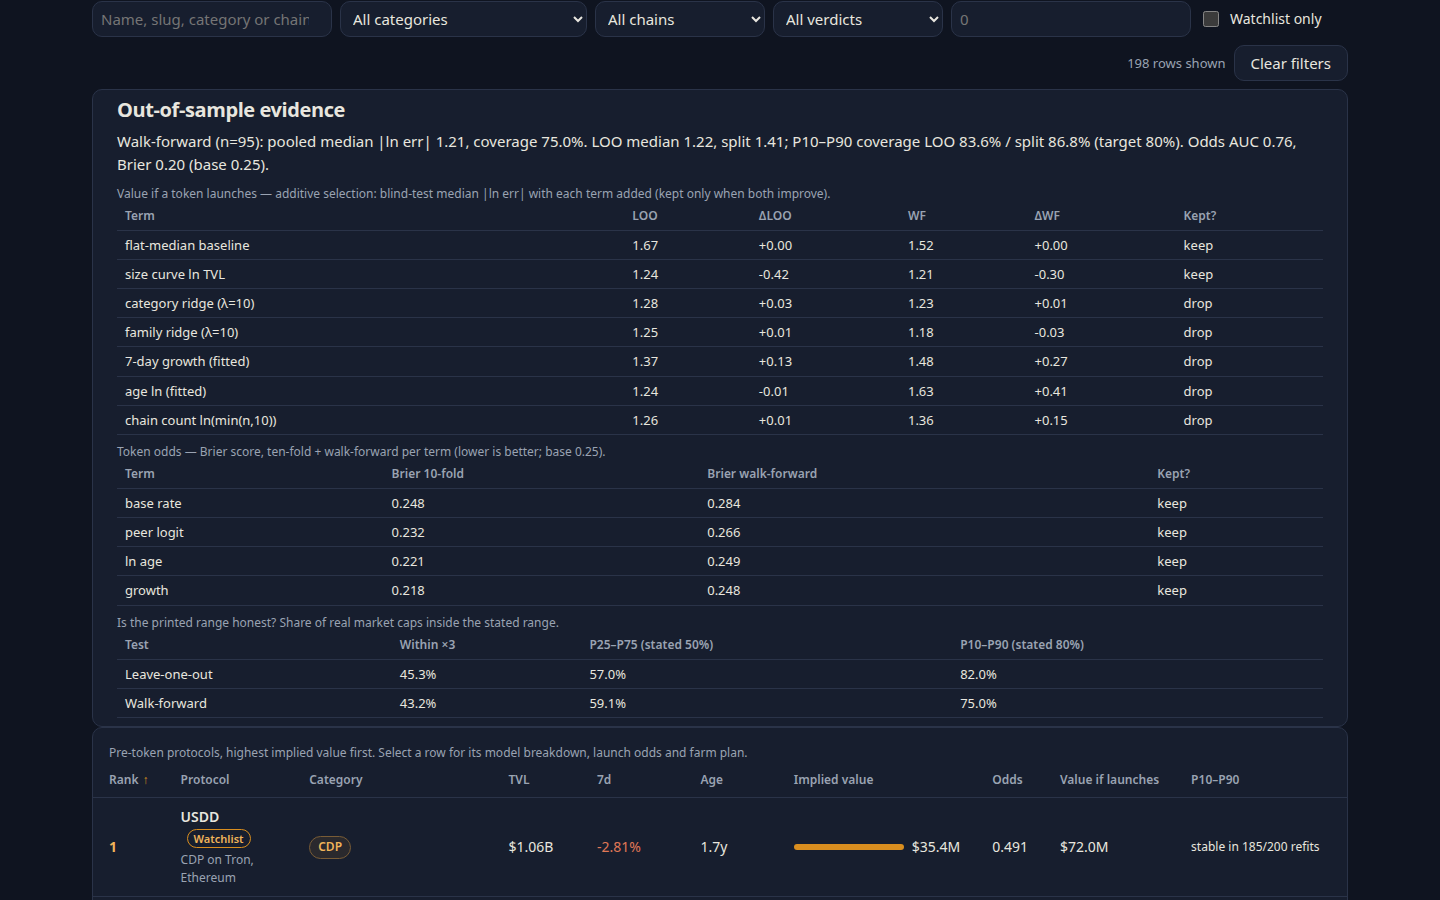 Name, slug, category or chain All categories All chains All verdicts 0 Watchlist only
198 rows shown Clear filters
Out-of-sample evidence
Walk-forward (n=95): pooled median |ln err| 1.21, coverage 75.0%. LOO median 1.22, split 1.41; P10–P90 coverage LOO 83.6% / split 86.8% (target 80%). Odds AUC 0.76,
Brier 0.20 (base 0.25).
Value if a token launches — additive selection: blind-test median |ln err| with each term added (kept only when both improve).
Term LOO ΔLOO WF ΔWF Kept?
flat-median baseline 1.67 +0.00 1.52 +0.00 keep
size curve ln TVL 1.24 -0.42 1.21 -0.30 keep
category ridge (λ=10) 1.28 +0.03 1.23 +0.01 drop
family ridge (λ=10) 1.25 +0.01 1.18 -0.03 drop
7-day growth (fitted) 1.37 +0.13 1.48 +0.27 drop
age ln (fitted) 1.24 -0.01 1.63 +0.41 drop
chain count ln(min(n,10)) 1.26 +0.01 1.36 +0.15 drop
Token odds — Brier score, ten-fold + walk-forward per term (lower is better; base 0.25).
Term Brier 10-fold Brier walk-forward Kept?
base rate 0.248 0.284 keep
peer logit 0.232 0.266 keep
ln age 0.221 0.249 keep
growth 0.218 0.248 keep
Is the printed range honest? Share of real market caps inside the stated range.
Test Within ×3 P25–P75 (stated 50%) P10–P90 (stated 80%)
Leave-one-out 45.3% 57.0% 82.0%
Walk-forward 43.2% 59.1% 75.0%
Pre-token protocols, highest implied value first. Select a row for its model breakdown, launch odds and farm plan.
Rank ↑ Protocol Category TVL 7d Age Implied value Odds Value if launches P10–P90
USDD
Watchlist
1 CDP $1.06B -2.81% 1.7y $35.4M 0.491 $72.0M stable in 185/200 refits
CDP on Tron,
Ethereum